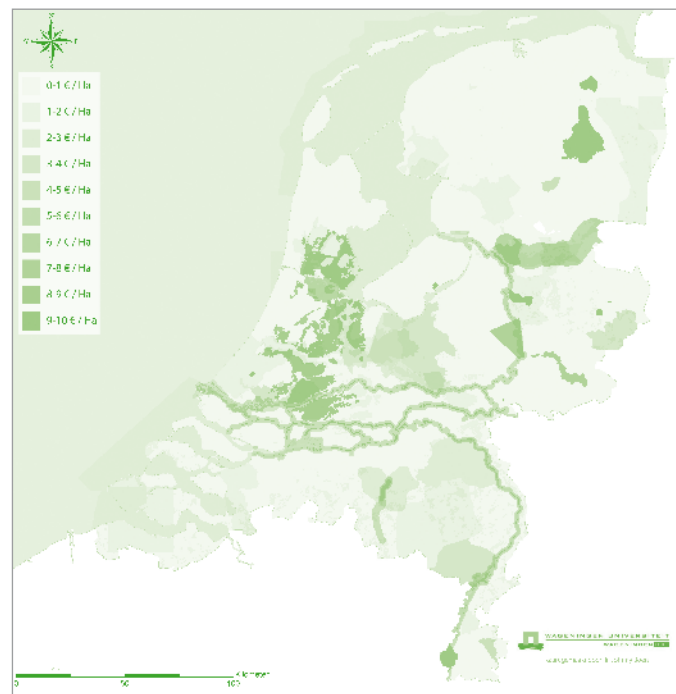 0-1 € / Ha
1-2 € / Ha
2-3 € / Ha
3-4 € / Ha
4-5 € / Ha
5-6 € / Ha
6-7 € / Ha
7-8 € / Ha
8-9 € / Ha
9-10 € / Ha
WAGENINGEN UNIVERSITEIT
0 50 100 Kilometer